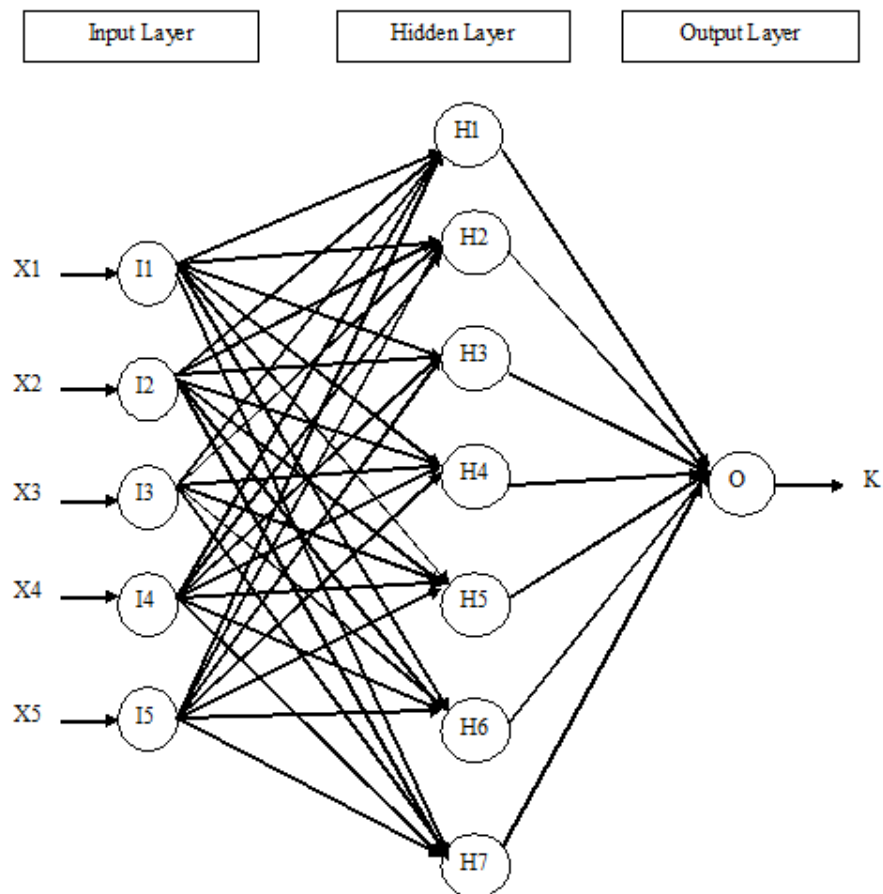 Input Layer
Hidden Layer
Output Layer
H1
H2
X1
I1
H3
X2
I2
H4
X3
I3
O
K
X4
I4
H5
X5
I5
H6
H7